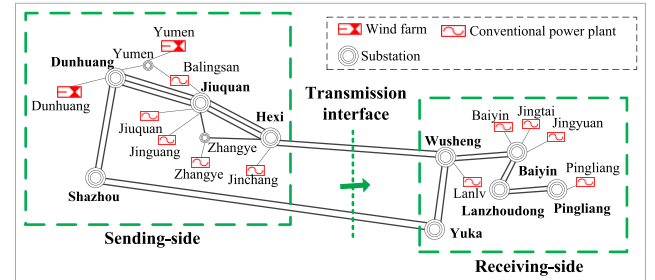 Wind farm
Conventional power plant
Substation
Yumen
Yumen
Dunhuang
Balingsan
Jiuquan
Dunhuang
Hexi
Transmission
interface
Jiuquan
Jinguang
Zhangye
Zhangye
Jinchang
Shazhou
Sending-side
Baiyin
Jingtai
Jingyuan
Wusheng
Baiyin
Pingliang
Lanlv
Lanzhoudong
Pingliang
Yuka
Receiving-side